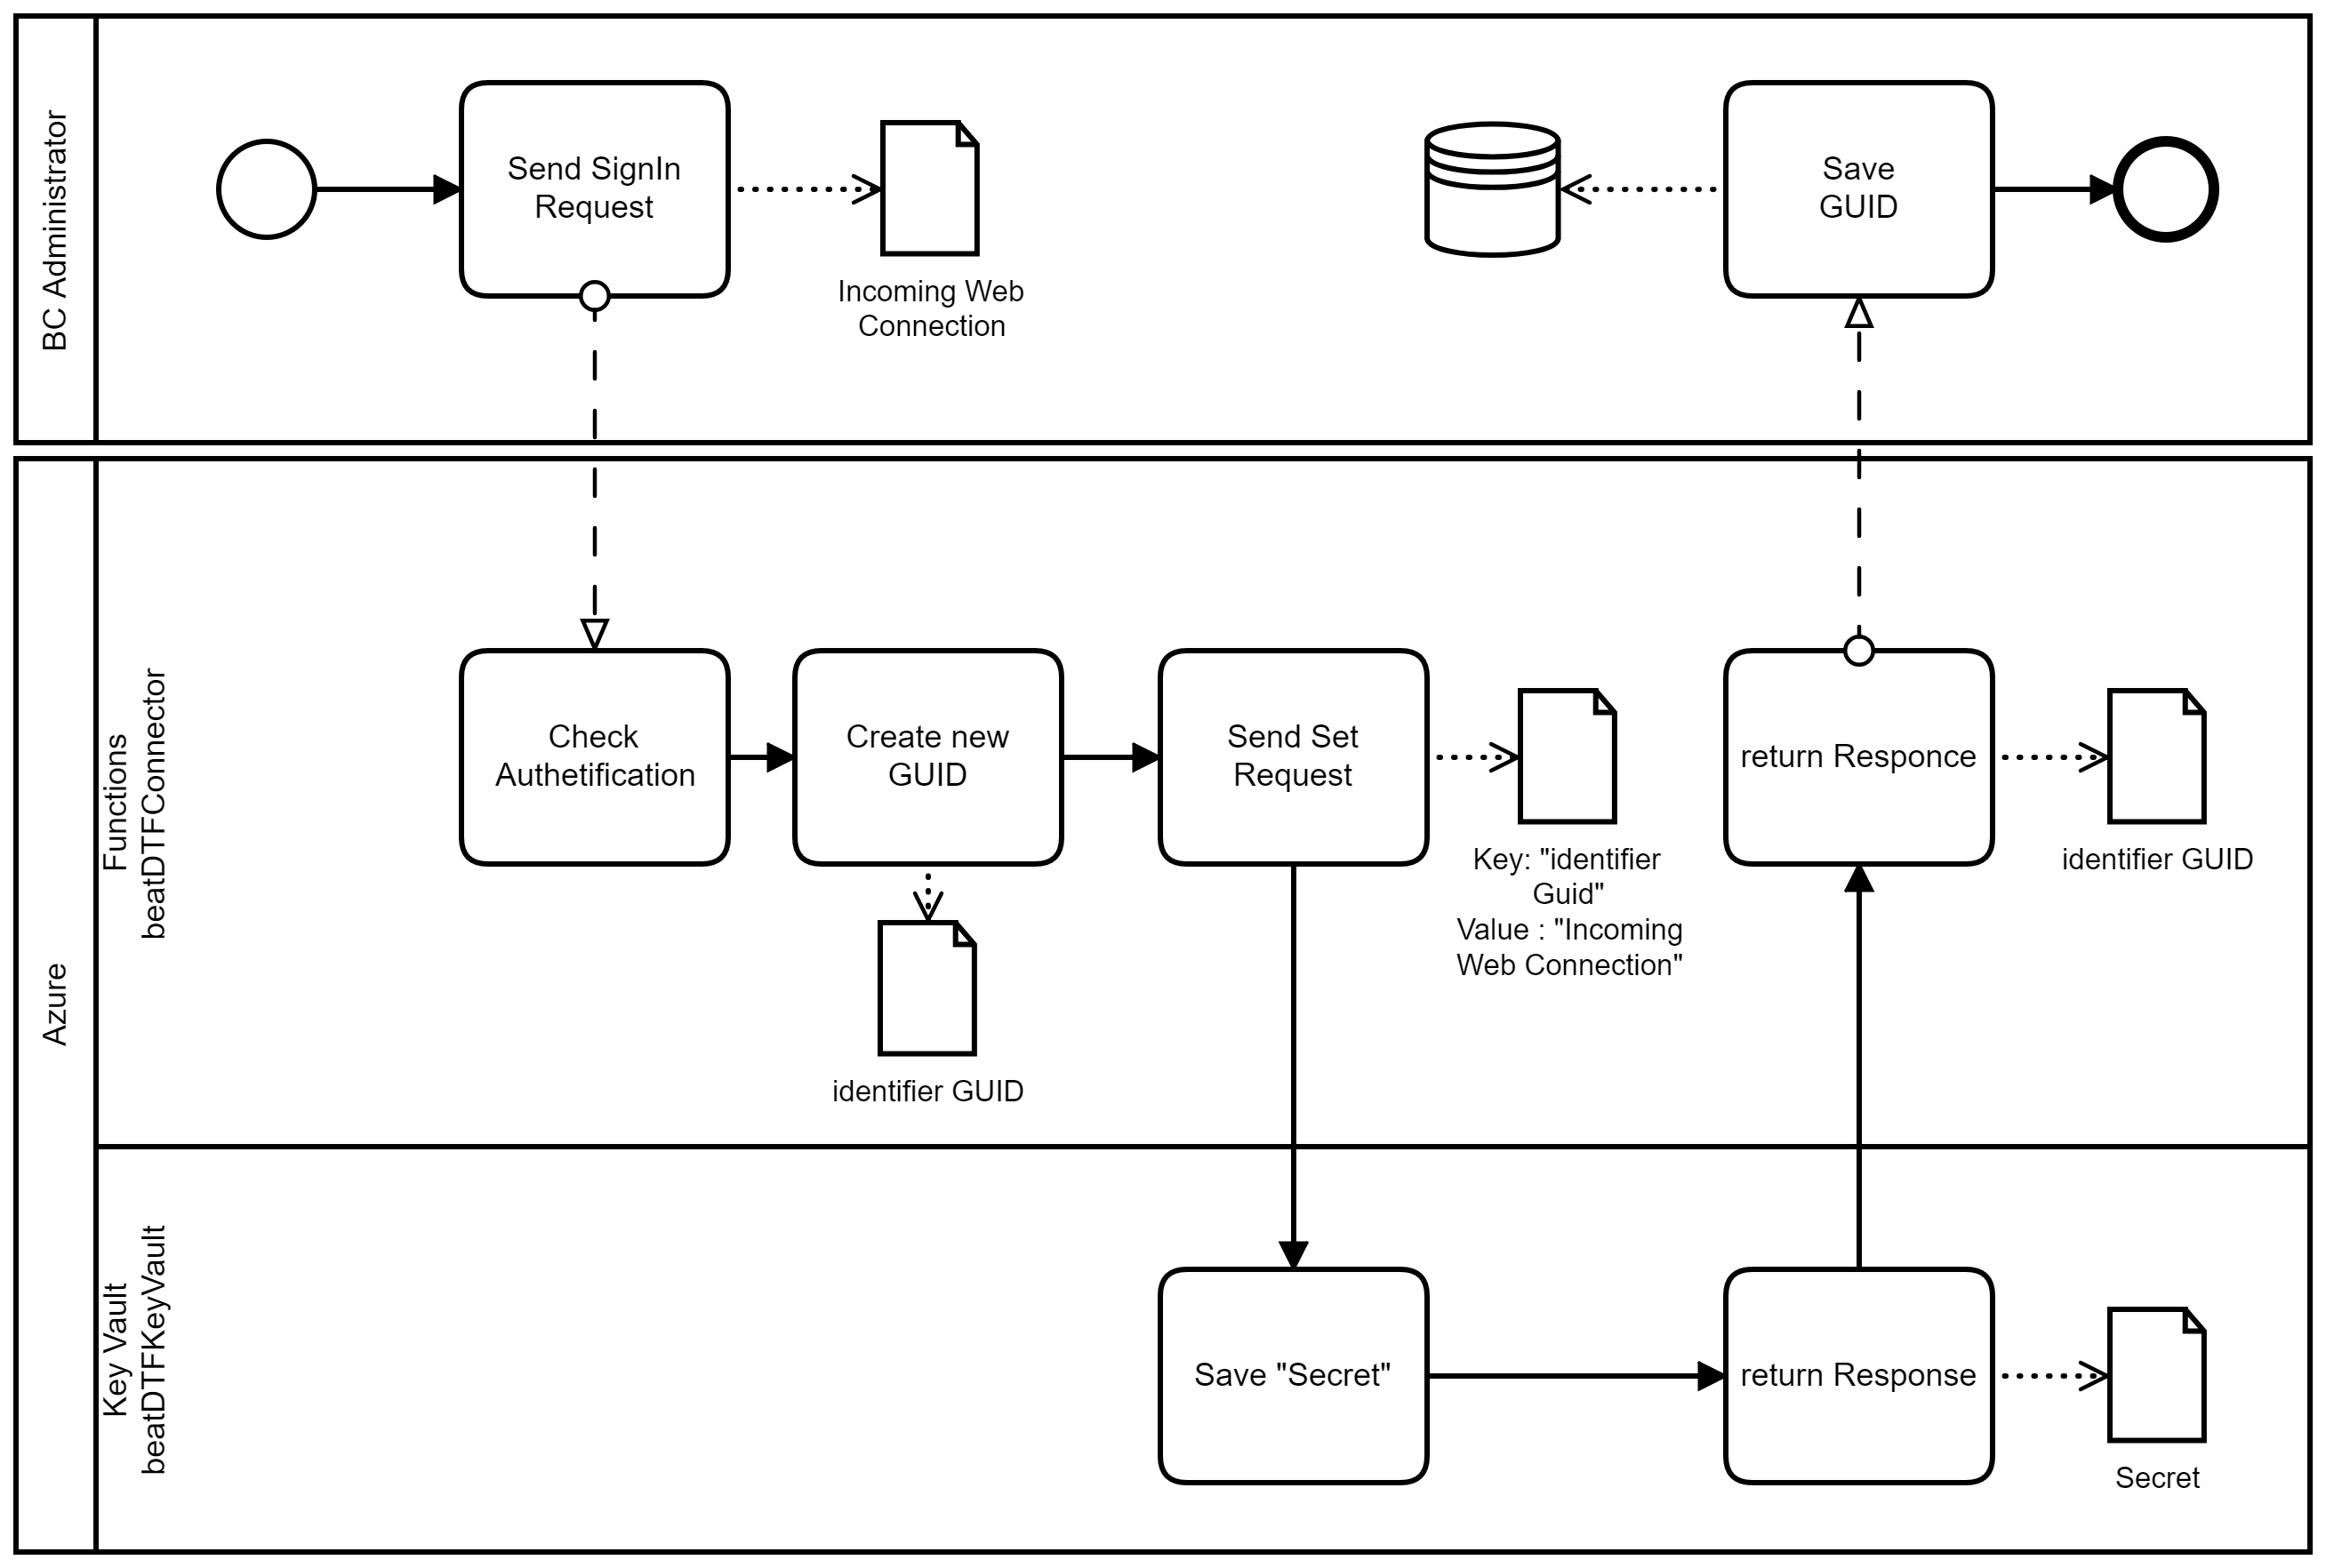 BC Administrator
Send SignIn
Request
Incoming Web
Connection
Save
GUID
Azure
Functions
beatDTFConnector
Check
Authetification
Create new
GUID
identifier GUID
Send Set
Request
Key: "identifier
Guid"
Value : "Incoming
Web Connection"
return Responce
identifier GUID
Key Vault
beatDTFKeyVault
Save "Secret"
return Response
Secret